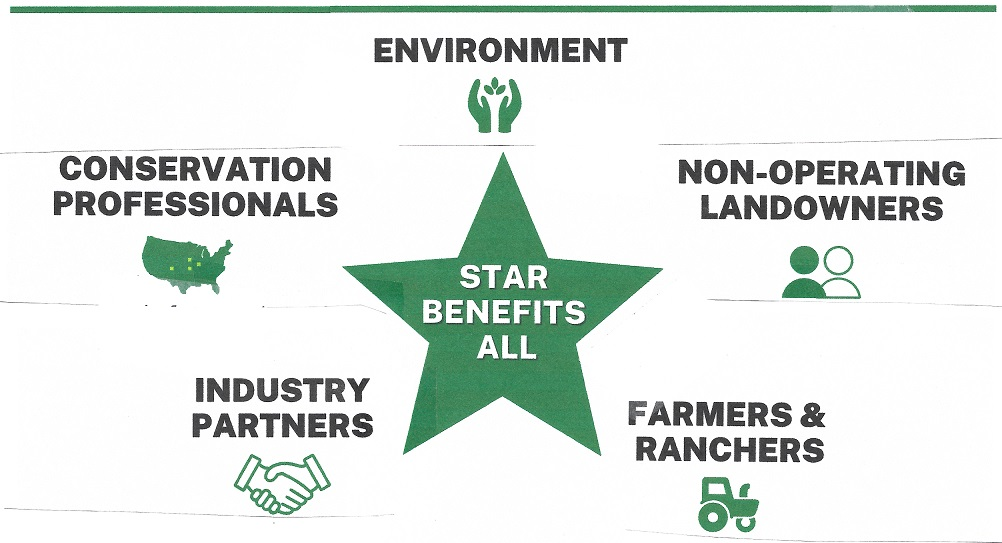 ENVIRONMENT
CONSERVATION
PROFESSIONALS
NON-OPERATING
LANDOWNERS
STAR
BENEFITS
ALL
INDUSTRY
PARTNERS
FARMERS &
RANCHERS